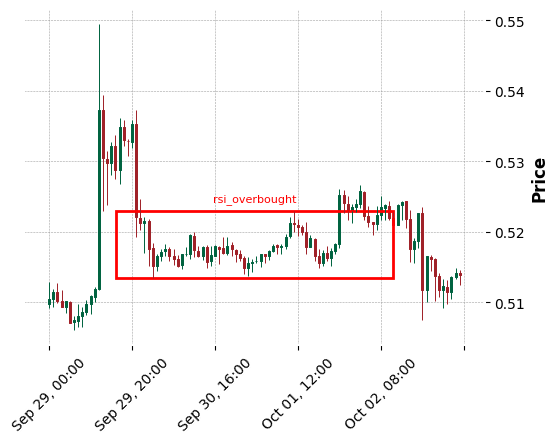 0.55
0.54
0.53
0.52
0.51
Price
rsi_overbought
Sep 29, 00:00
Sep 29, 20:00
Sep 30, 16:00
Oct 01, 12:00
Oct 02, 08:00